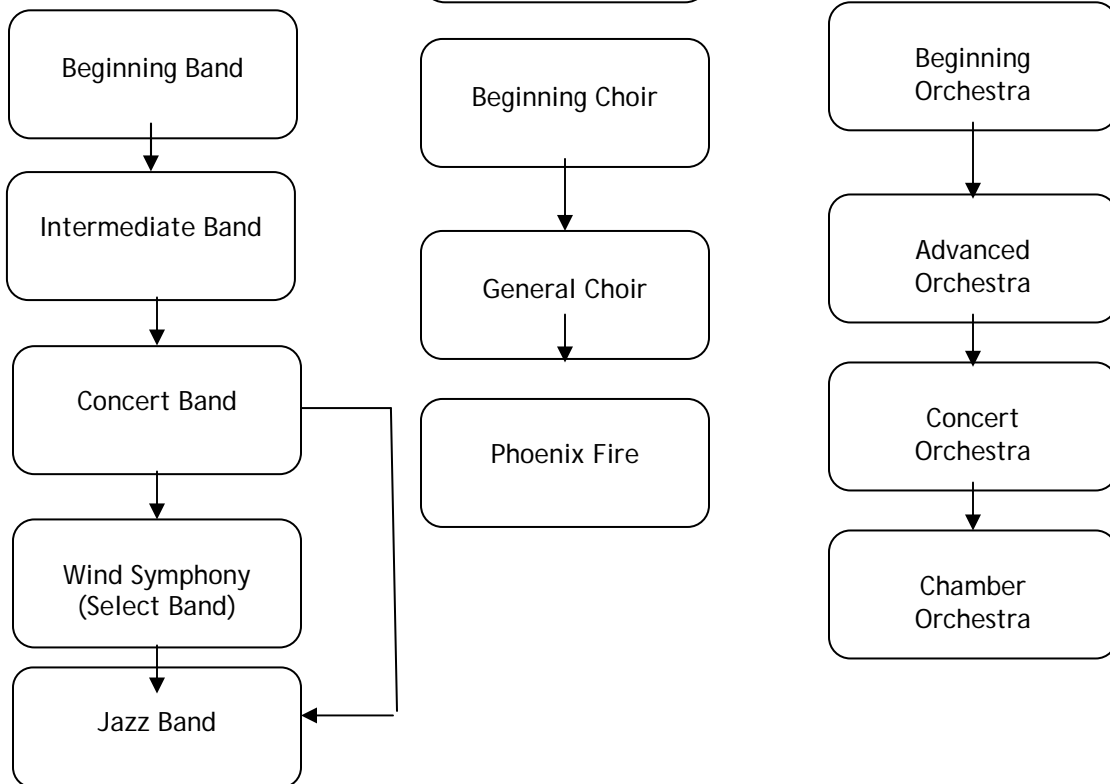 Beginning Band
Intermediate Band
Concert Band
Wind Symphony
(Select Band)
Jazz Band
Beginning Choir
General Choir
Phoenix Fire
Beginning
Orchestra
Advanced
Orchestra
Concert
Orchestra
Chamber
Orchestra